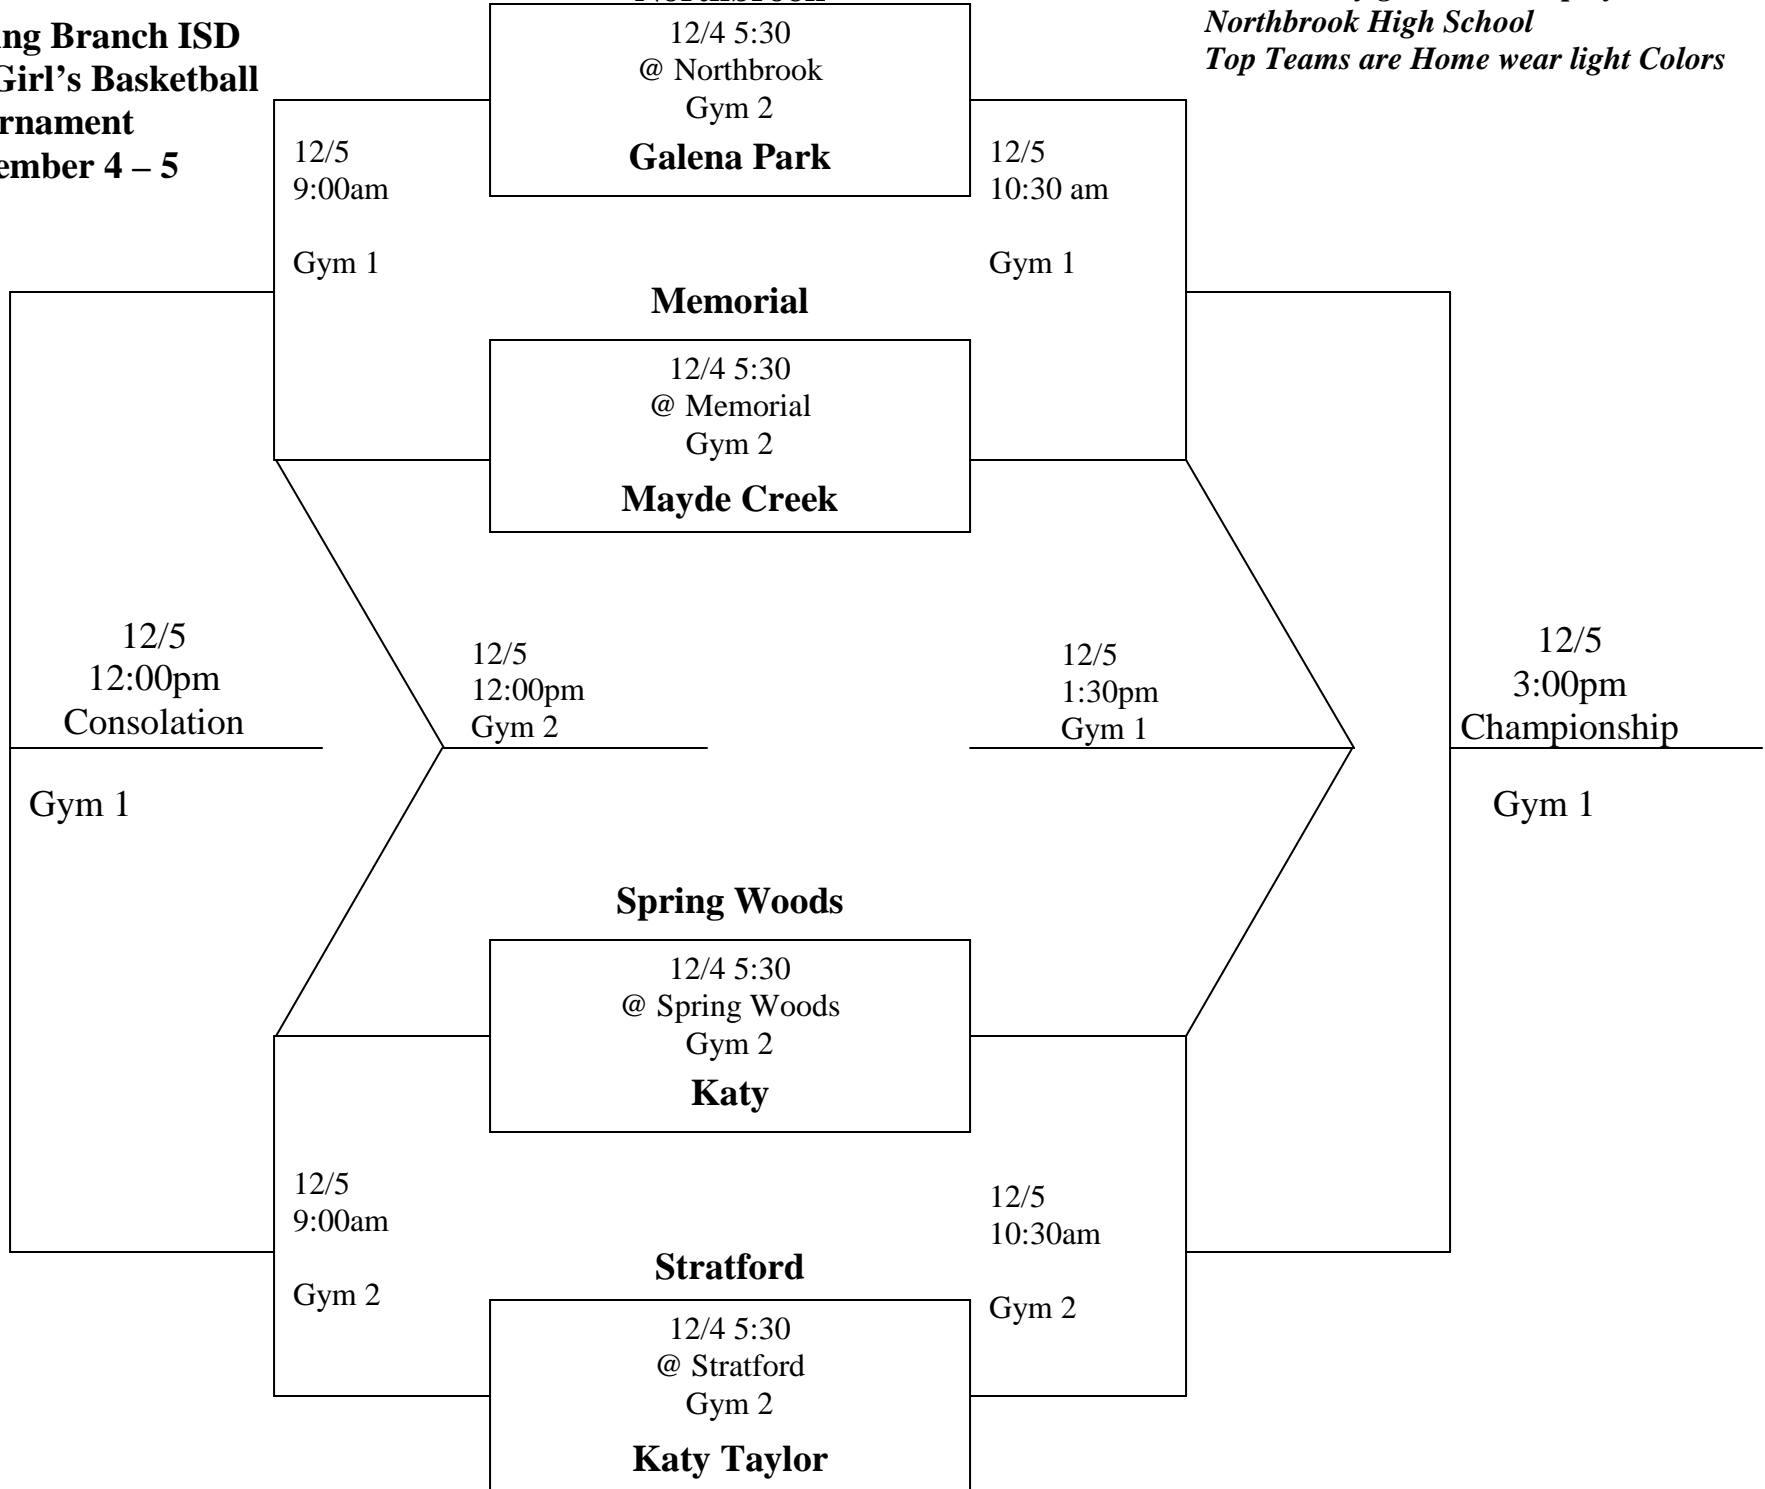 Branch ISD
Girl's Basketball
4 – 5
Northbrook High School
Top Teams are Home wear light Colors
12/4 5:30
@ Northbrook
Gym 2
Galena Park
12/5
9:00am
Gym 1
12/5
10:30 am
Gym 1
Memorial
12/4 5:30
@ Memorial
Gym 2
Mayde Creek
12/5
12:00pm
Consolation
Gym 1
12/5
12:00pm
Gym 2
12/5
1:30pm
Gym 1
12/5
3:00pm
Championship
Gym 1
Spring Woods
12/4 5:30
@ Spring Woods
Gym 2
Katy
12/5
9:00am
Gym 2
12/5
10:30am
Gym 2
Stratford
12/4 5:30
@ Stratford
Gym 2
Katy Taylor